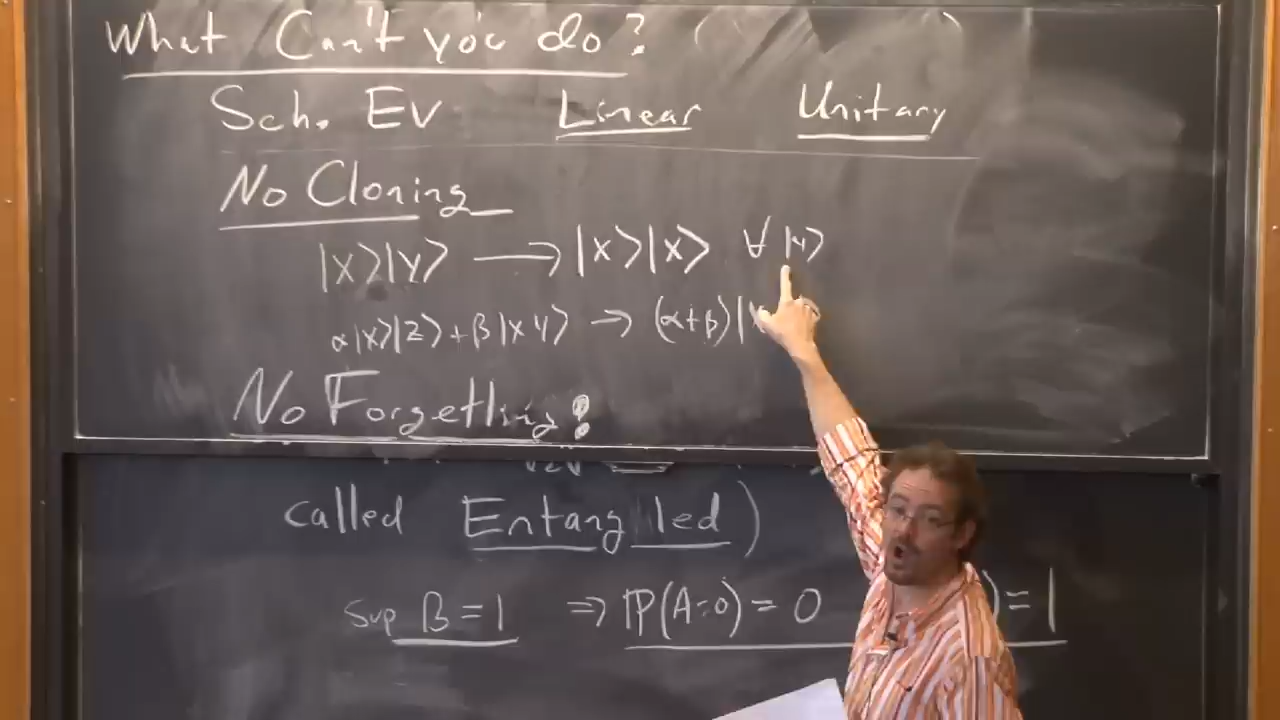 What Can't you do? ( )
Sch. Ev Linear Unitary
No Cloning
|x>|y> → |x>|x> ∀ |y>
α|x>|z> + β|x y> → (α+β)|x
No Forgetting!
called Entangled)
Sup β = 1 ⇒ ℙ(A=0) = 0 ) = 1